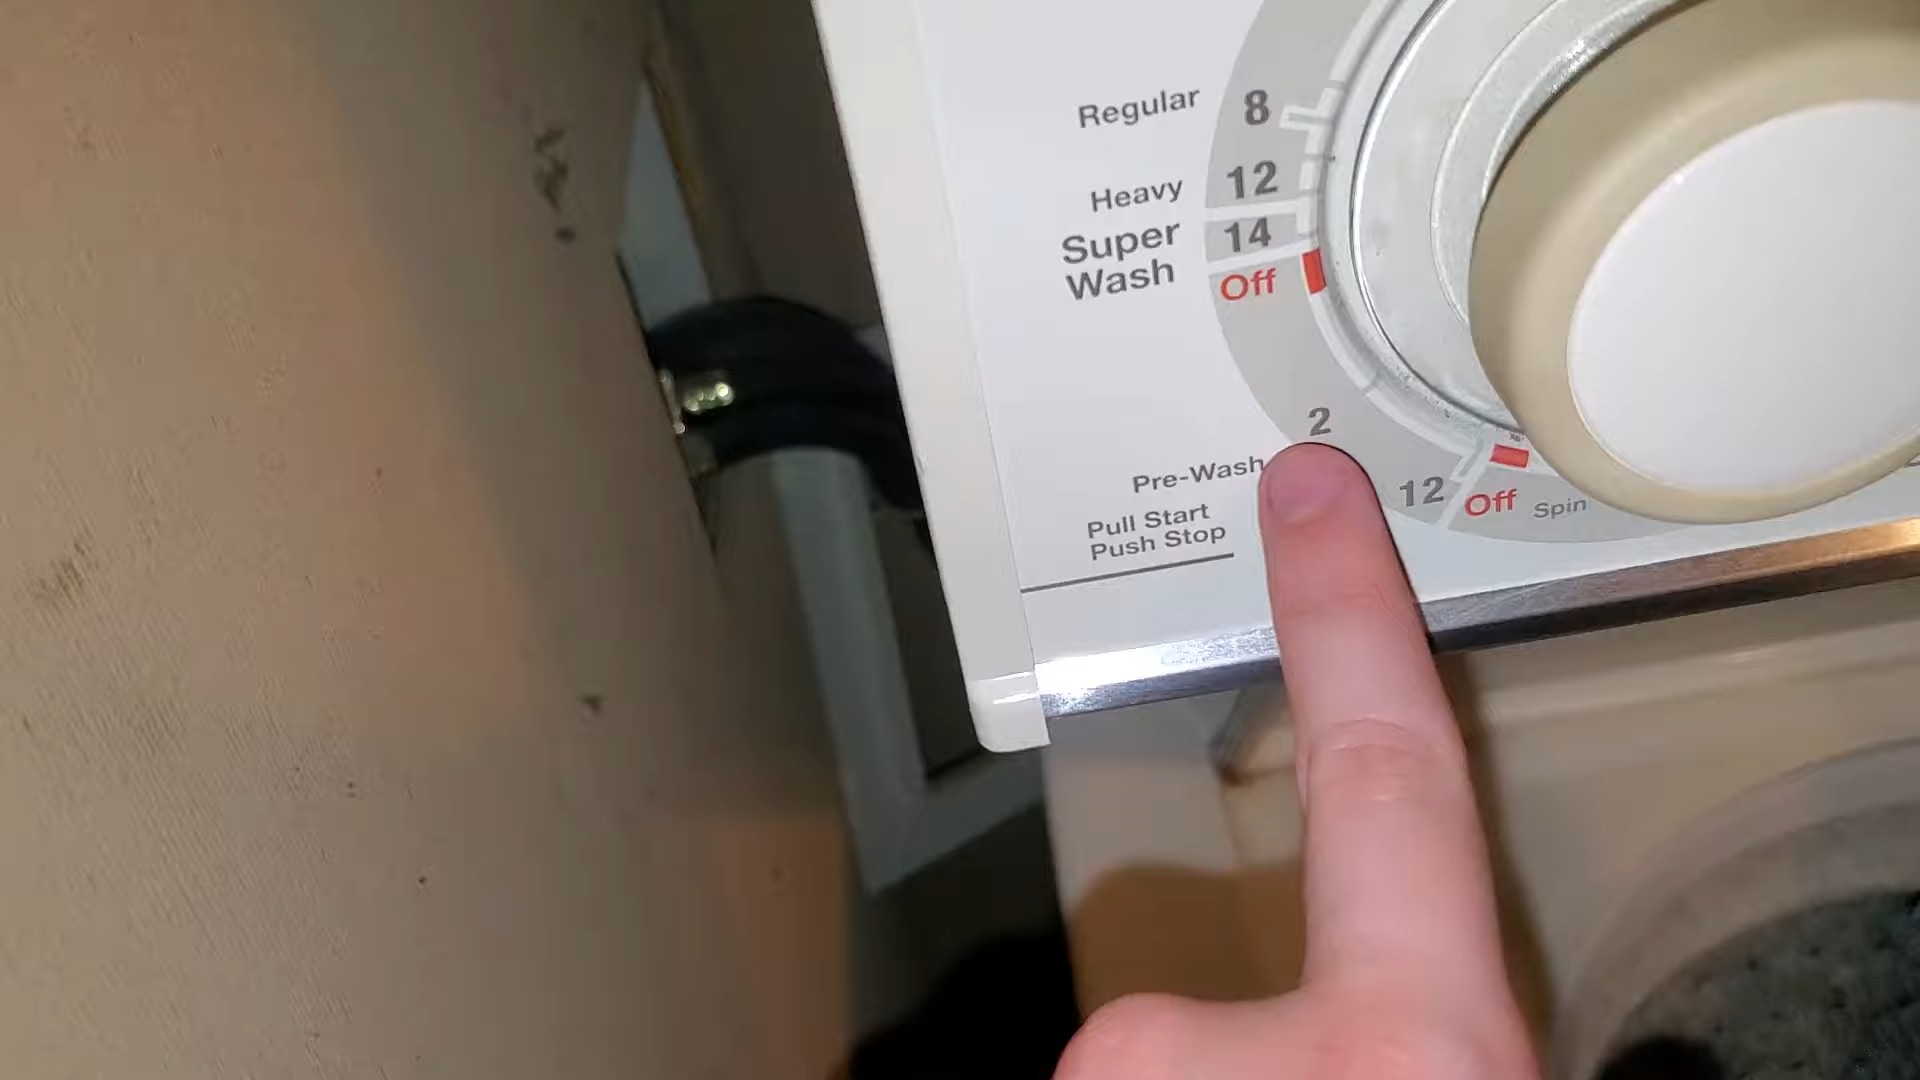 Regular 8
Heavy 12
Super 14
Wash
Off
2
Pre-Wash
12 Off Spin
Pull Start
Push Stop